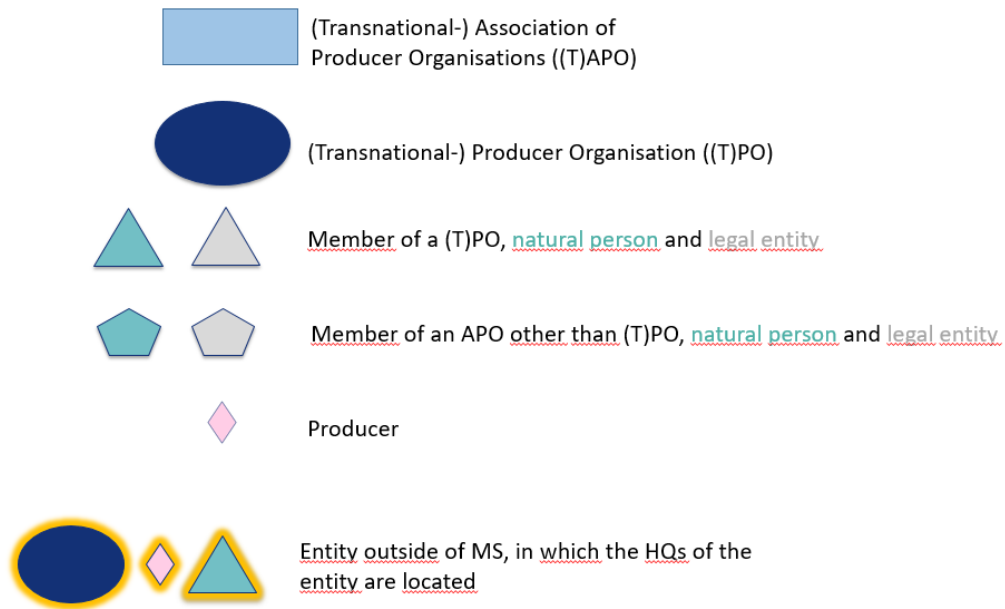 (Transnational-) Association of
Producer Organisations ((T)APO)
(Transnational-) Producer Organisation ((T)PO)
Member of a (T)PO, natural person and legal entity
Member of an APO other than (T)PO, natural person and legal entity
Producer
Entity outside of MS, in which the HQs of the
entity are located